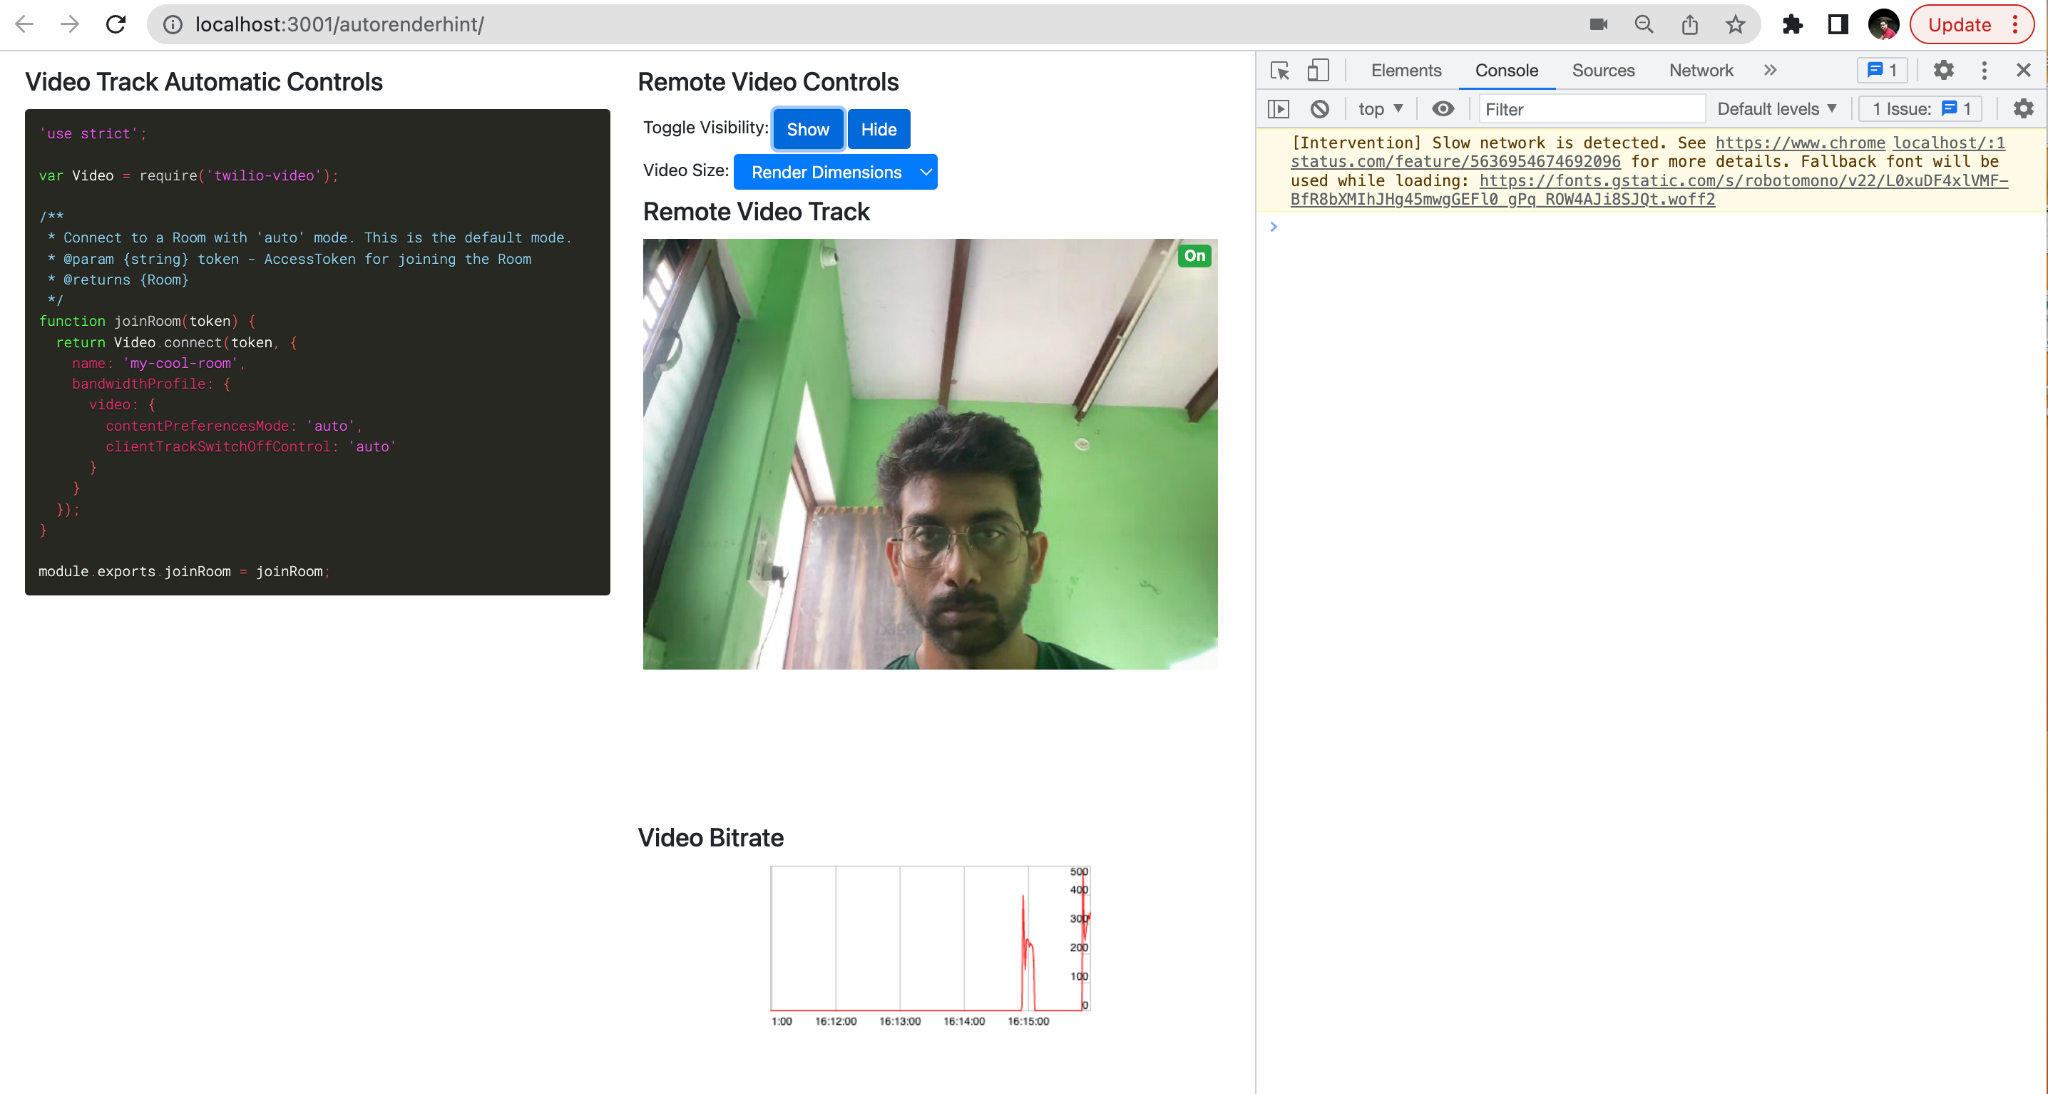 localhost:3001/autorenderhint/
Update
Video Track Automatic Controls
'use strict';
var Video = require('twilio-video');
/**
* Connect to a Room with 'auto' mode. This is the default mode.
* @param {string} token - AccessToken for joining the Room
* @returns {Room}
*/
function joinRoom(token) {
return Video.connect(token, {
name: 'my-cool-room',
bandwidthProfile: {
video: {
contentPreferencesMode: 'auto',
clientTrackSwitchOffControl: 'auto'
}
}
});
}
module.exports.joinRoom = joinRoom;
Remote Video Controls
Toggle Visibility: Show Hide
Video Size: Render Dimensions
Remote Video Track
On
Video Bitrate
500
400
300
200
100
0
1:00 16:12:00 16:13:00 16:14:00 16:15:00
Elements Console Sources Network » 1
top Filter Default levels 1 Issue: 1
[Intervention] Slow network is detected. See https://www.chrome localhost/:1
status.com/feature/5636954674692096 for more details. Fallback font will be
used while loading: https://fonts.gstatic.com/s/robotomono/v22/L0xuDF4xlVMF-
BfR8bXMIhJHg45mwgGEFl0_gPq_ROW4AJi8SJQt.woff2